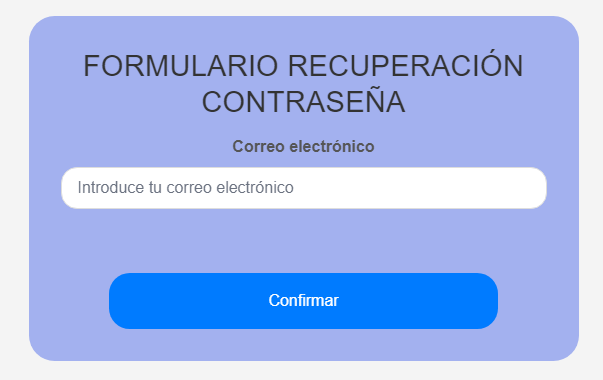 FORMULARIO RECUPERACIÓN
CONTRASEÑA
Correo electrónico
Introduce tu correo electrónico
Confirmar